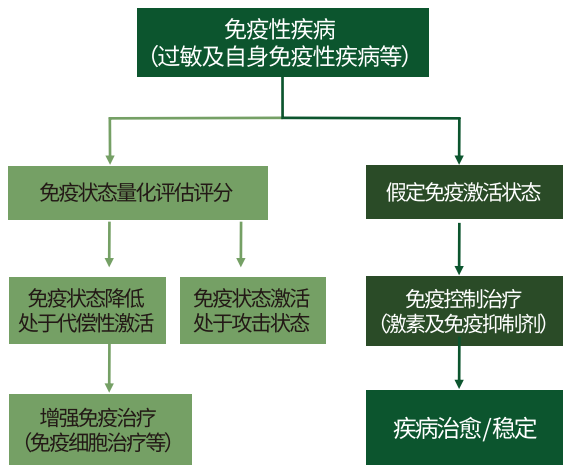 免疫性疾病
（过敏及自身免疫性疾病等）
免疫状态量化评估评分
假定免疫激活状态
免疫状态降低
处于代偿性激活
免疫状态激活
处于攻击状态
免疫控制治疗
（激素及免疫抑制剂）
增强免疫治疗
（免疫细胞治疗等）
疾病治愈/稳定